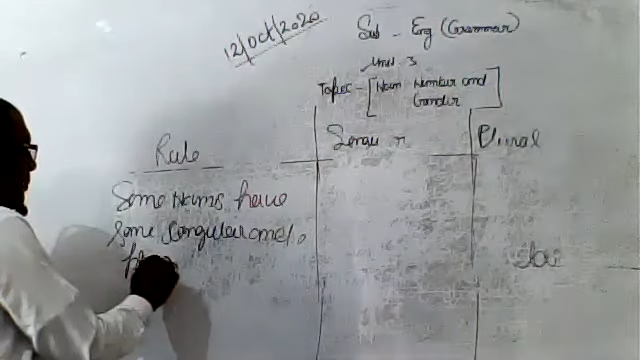 12/Oct/2020
Sub - Eng (Grammar)
Unit 3
Topic - [Noun Number and Gender]
Rule
Plural
Some Nouns have
same singular and